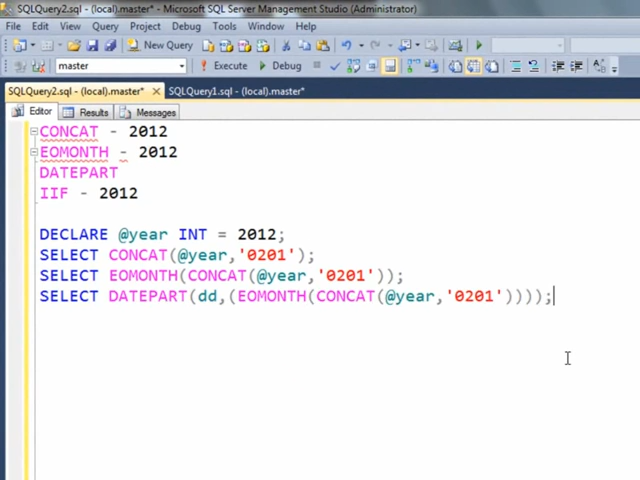 SQLQuery2.sql - (local).master* - Microsoft SQL Server Management Studio (Administrator)
File Edit View Query Project Debug Tools Window Help
New Query
master Execute Debug
SQLQuery2.sql - (local).master* SQLQuery1.sql - (local).master*
Editor Results Messages
CONCAT - 2012
EOMONTH - 2012
DATEPART
IIF - 2012
DECLARE @year INT = 2012;
SELECT CONCAT(@year,'0201');
SELECT EOMONTH(CONCAT(@year,'0201'));
SELECT DATEPART(dd,(EOMONTH(CONCAT(@year,'0201'))));